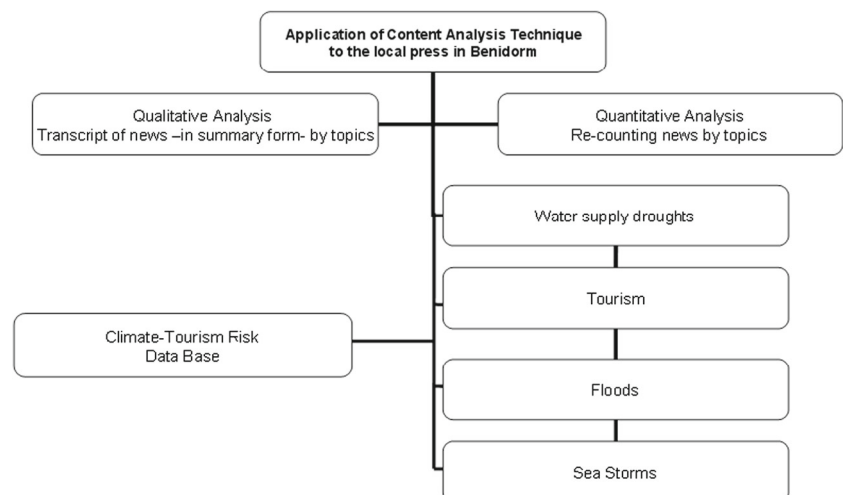 Application of Content Analysis Technique
to the local press in Benidorm
Qualitative Analysis
Transcript of news –in summary form- by topics
Quantitative Analysis
Re-counting news by topics
Water supply droughts
Tourism
Climate-Tourism Risk
Data Base
Floods
Sea Storms